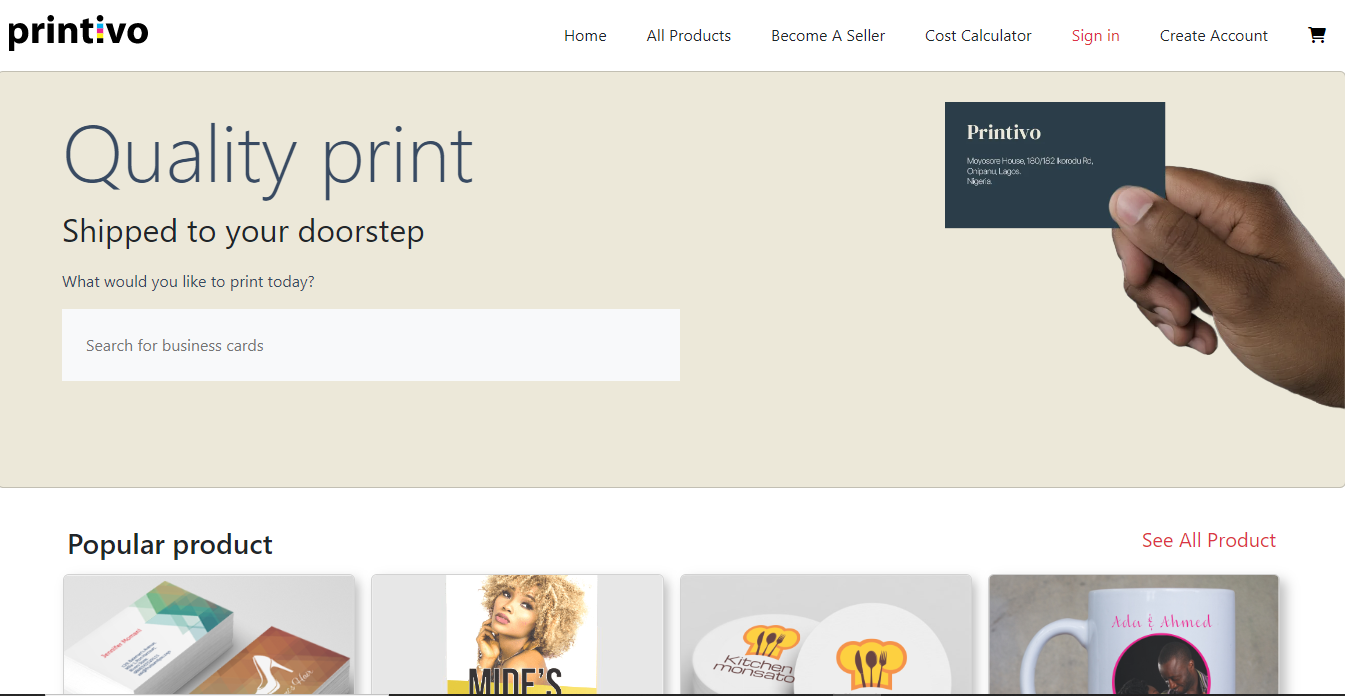 printivo
Home
All Products
Become A Seller
Cost Calculator
Sign in
Create Account
Quality print
Shipped to your doorstep
What would you like to print today?
Search for business cards
Printivo
Moyosore House, 180/182 Ikorodu Rd,
Onipanu, Lagos.
Nigeria.
Popular product
See All Product
Jennifer Momani
MIDE'S
Kitchen
monsato
Ada & Ahmed